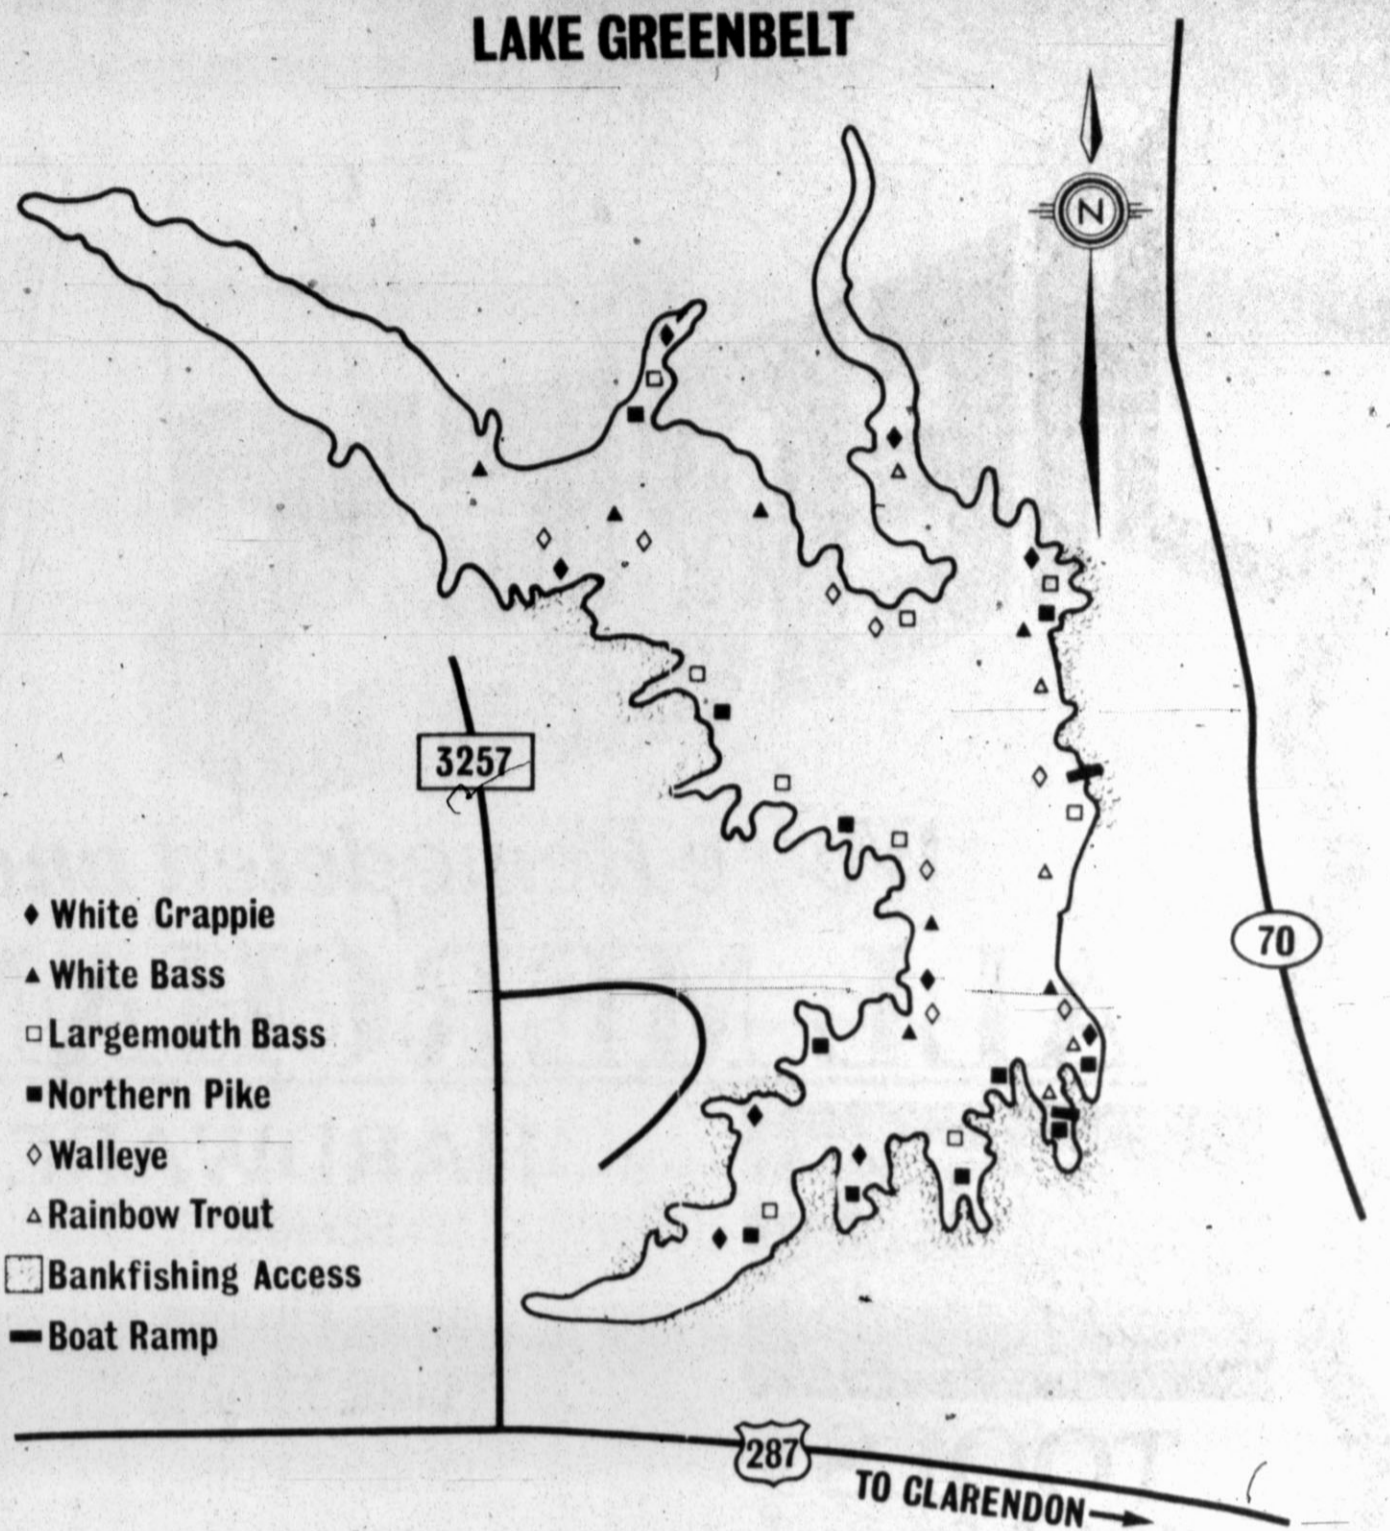 LAKE GREENBELT
N
3257
70
White Crappie
White Bass
Largemouth Bass
Northern Pike
Walleye
Rainbow Trout
Bankfishing Access
Boat Ramp
287
TO CLARENDON